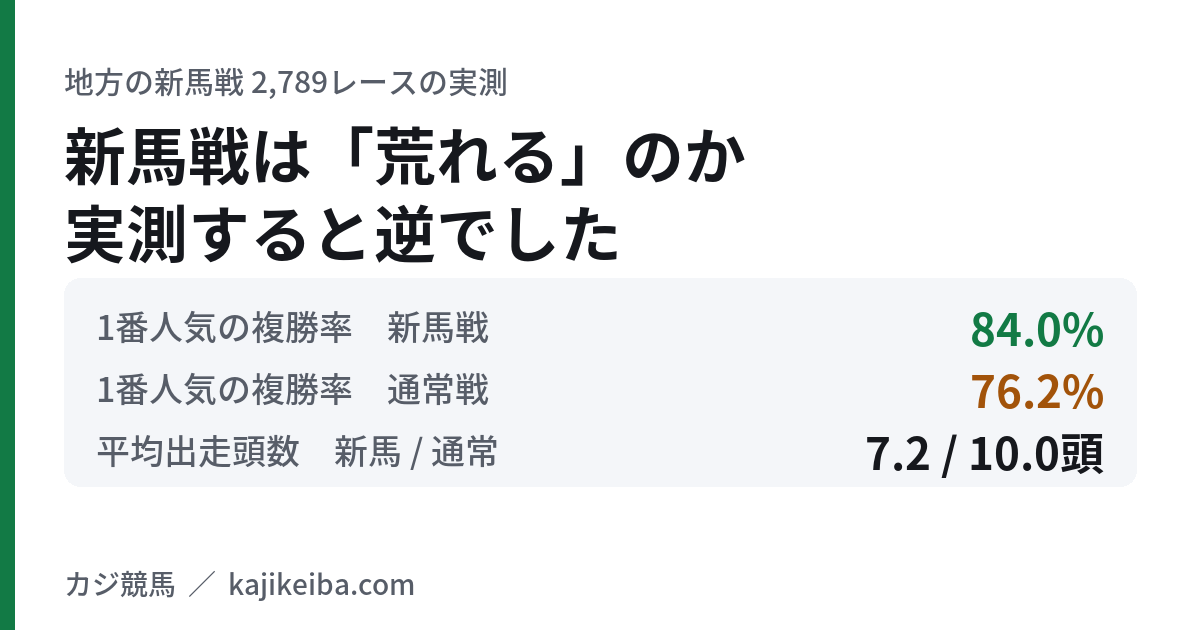 地方の新馬戦 2,789レースの実測
新馬戦は「荒れる」のか
実測すると逆でした
1番人気の複勝率　新馬戦 84.0%
1番人気の複勝率　通常戦 76.2%
平均出走頭数　新馬 / 通常 7.2 / 10.0頭
カジ競馬 ／ kajikeiba.com